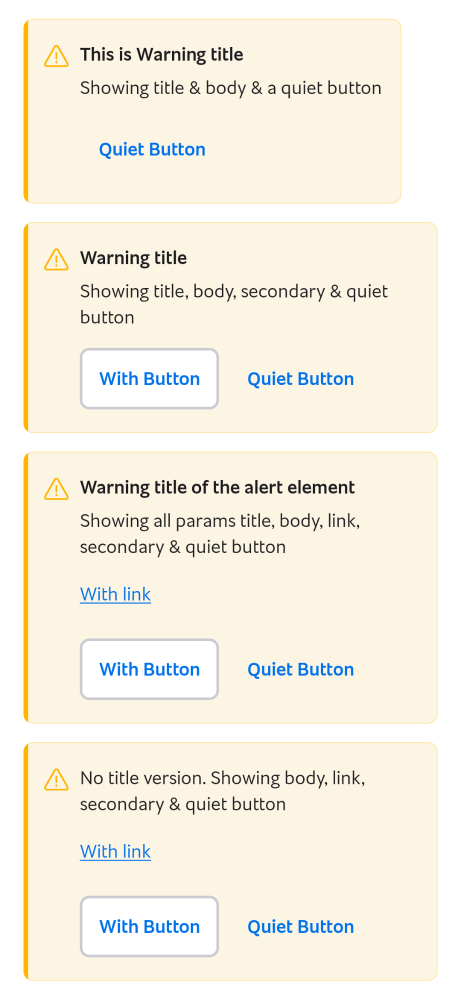 This is Warning title
Showing title & body & a quiet button
Quiet Button
Warning title
Showing title, body, secondary & quiet
button
With Button
Quiet Button
Warning title of the alert element
Showing all params title, body, link,
secondary & quiet button
With link
With Button
Quiet Button
No title version. Showing body, link,
secondary & quiet button
With link
With Button
Quiet Button